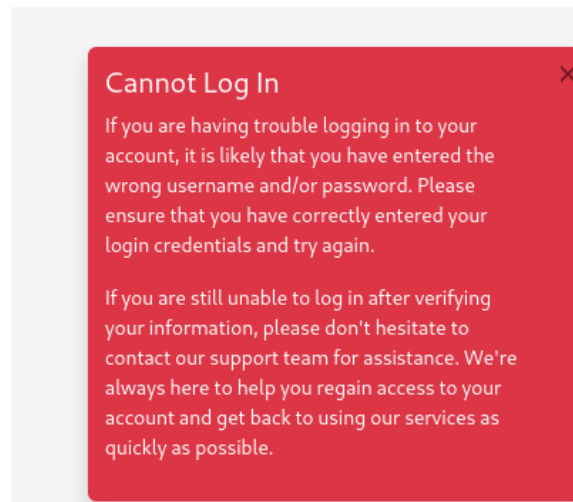 Cannot Log In
If you are having trouble logging in to your
account, it is likely that you have entered the
wrong username and/or password. Please
ensure that you have correctly entered your
login credentials and try again.
If you are still unable to log in after verifying
your information, please don't hesitate to
contact our support team for assistance. We're
always here to help you regain access to your
account and get back to using our services as
quickly as possible.